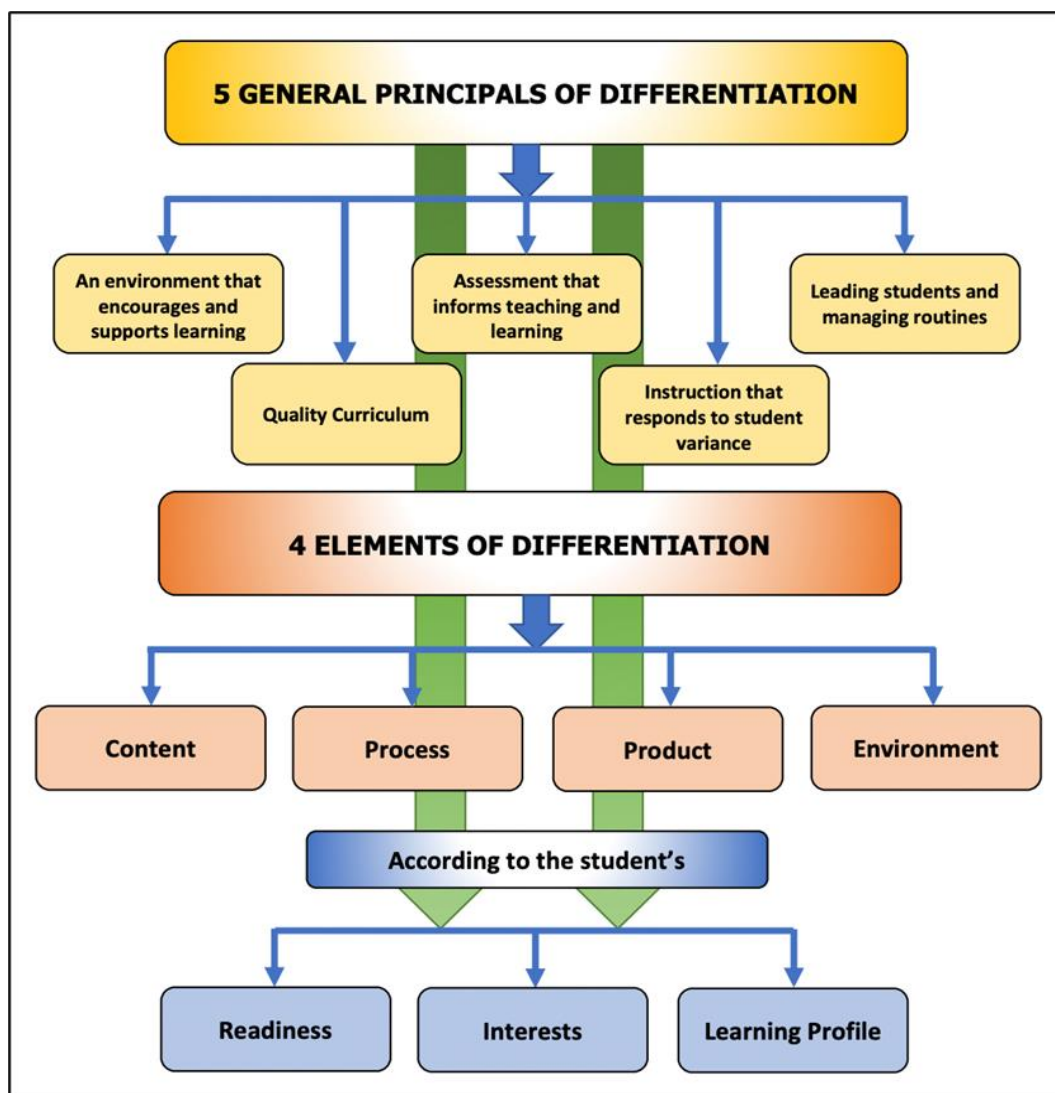 5 GENERAL PRINCIPALS OF DIFFERENTIATION
An environment that
encourages and
supports learning
Assessment that
informs teaching and
learning
Leading students and
managing routines
Quality Curriculum
Instruction that
responds to student
variance
4 ELEMENTS OF DIFFERENTIATION
Content
Process
Product
Environment
According to the student’s
Readiness
Interests
Learning Profile